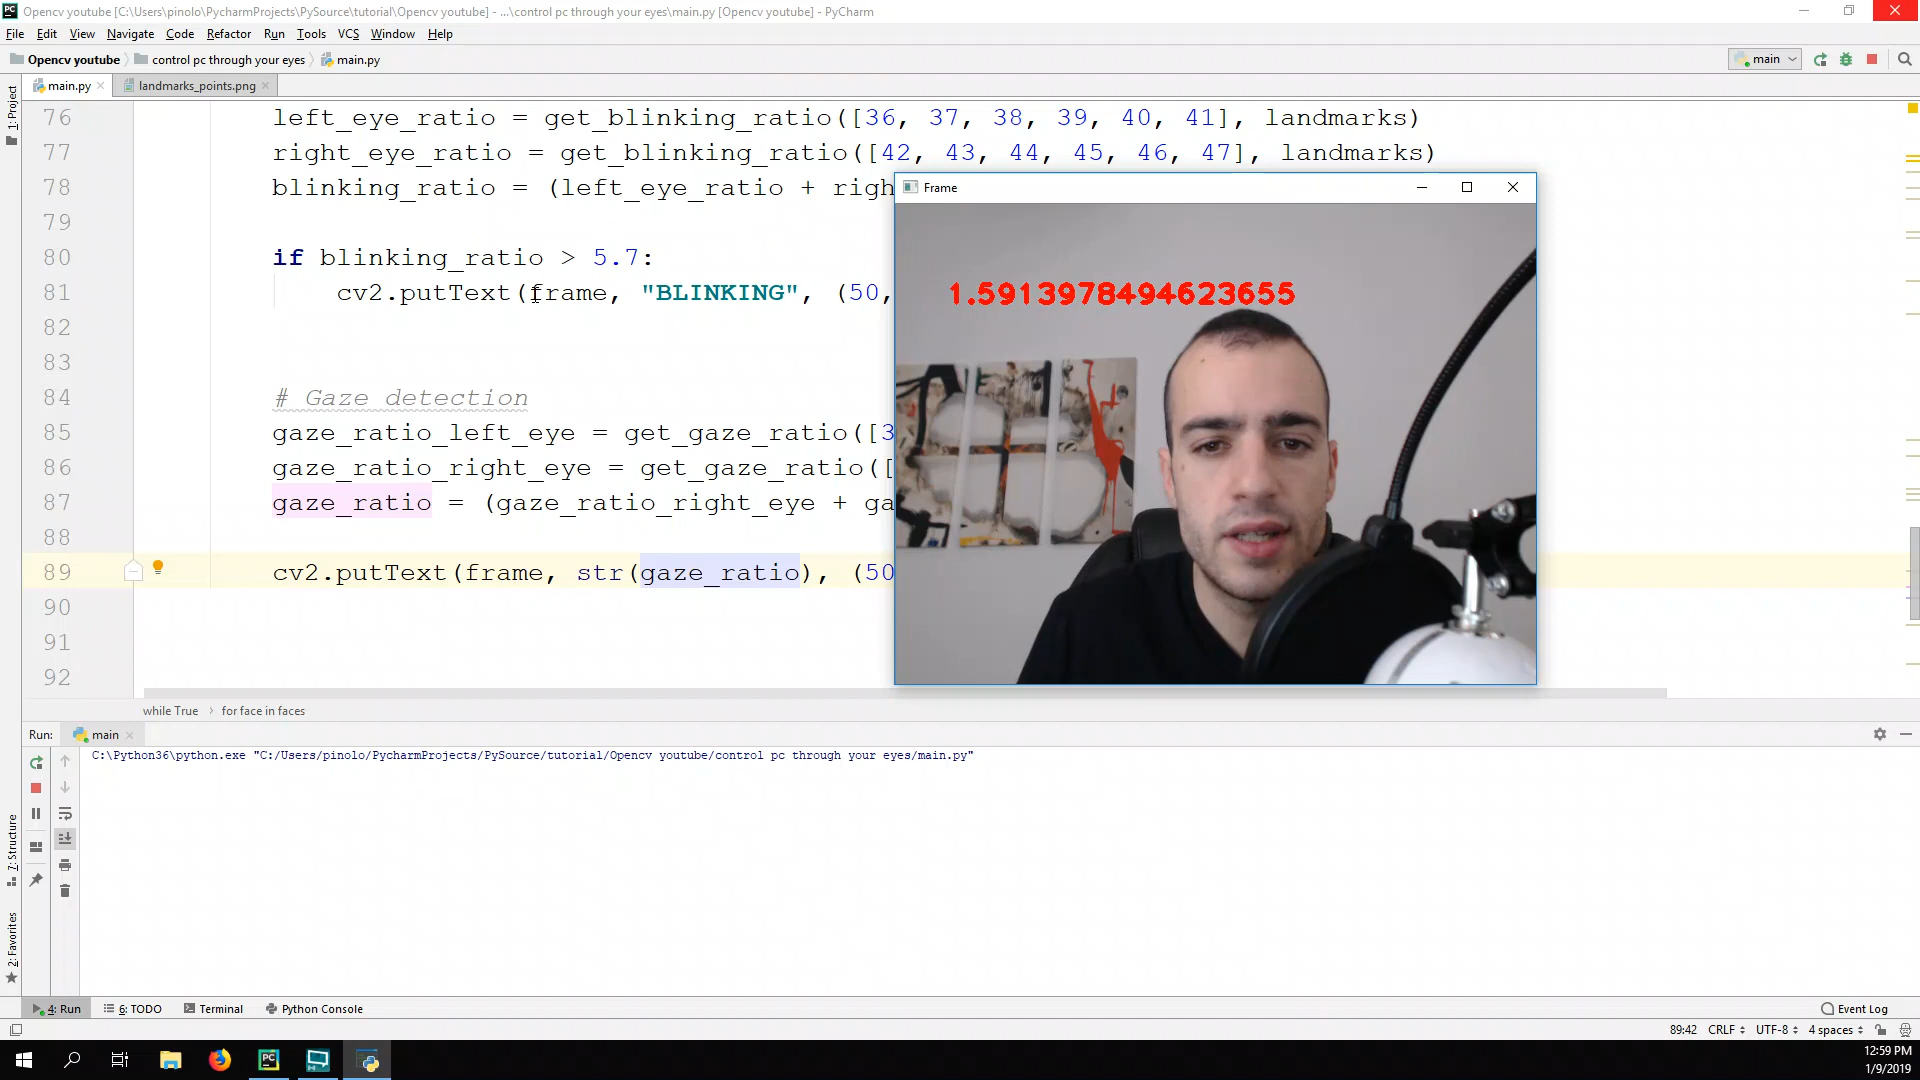 Opencv youtube [C:\Users\pinolo\PycharmProjects\PySource\tutorial\Opencv youtube] - ...\control pc through your eyes\main.py [Opencv youtube] - PyCharm
File Edit View Navigate Code Refactor Run Tools VCS Window Help
Opencv youtube control pc through your eyes main.py main
main.py landmarks_points.png
1: Project
76 left_eye_ratio = get_blinking_ratio([36, 37, 38, 39, 40, 41], landmarks)
77 right_eye_ratio = get_blinking_ratio([42, 43, 44, 45, 46, 47], landmarks)
78 blinking_ratio = (left_eye_ratio + righ
79
80 if blinking_ratio > 5.7:
81 cv2.putText(frame, "BLINKING", (50,
82
83
84 # Gaze detection
85 gaze_ratio_left_eye = get_gaze_ratio([3
86 gaze_ratio_right_eye = get_gaze_ratio([
87 gaze_ratio = (gaze_ratio_right_eye + ga
88
89 cv2.putText(frame, str(gaze_ratio), (50
90
91
92
Frame
1.5913978494623655
while True for face in faces
Run: main
C:\Python36\python.exe "C:/Users/pinolo/PycharmProjects/PySource/tutorial/Opencv youtube/control pc through your eyes/main.py"
7: Structure
2: Favorites
4: Run 6: TODO Terminal Python Console Event Log
89:42 CRLF UTF-8 4 spaces
12:59 PM
1/9/2019